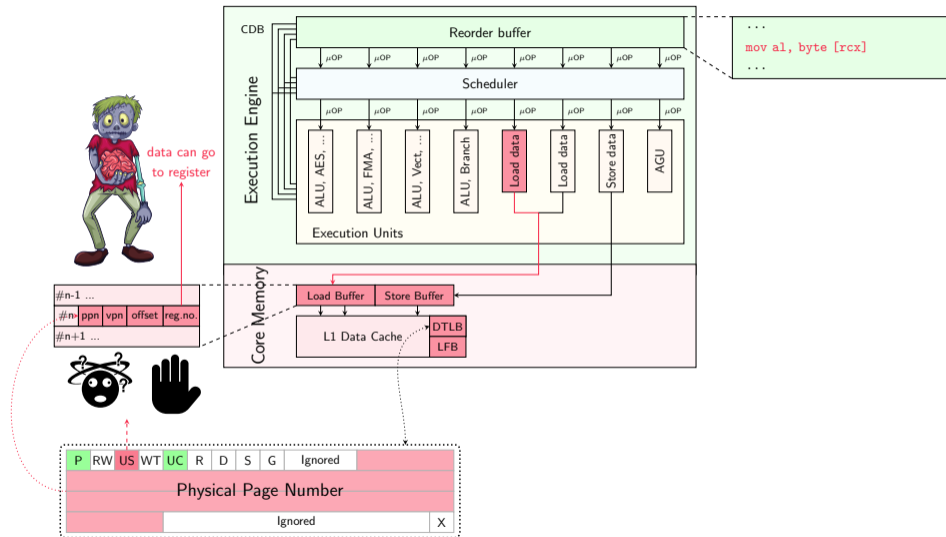 CDB
Reorder buffer
...
mov al, byte [rcx]
...
μOP μOP μOP μOP μOP μOP μOP μOP
Scheduler
μOP μOP μOP μOP μOP μOP μOP μOP
Execution Engine
ALU, AES, ...
ALU, FMA, ...
ALU, Vect, ...
ALU, Branch
Load data
Load data
Store data
AGU
Execution Units
data can go
to register
Core Memory
Load Buffer Store Buffer
L1 Data Cache
DTLB
LFB
#n-1 ...
#n ppn vpn offset reg.no.
#n+1 ...
? ? ? ?
P RW US WT UC R D S G Ignored
Physical Page Number
Ignored X